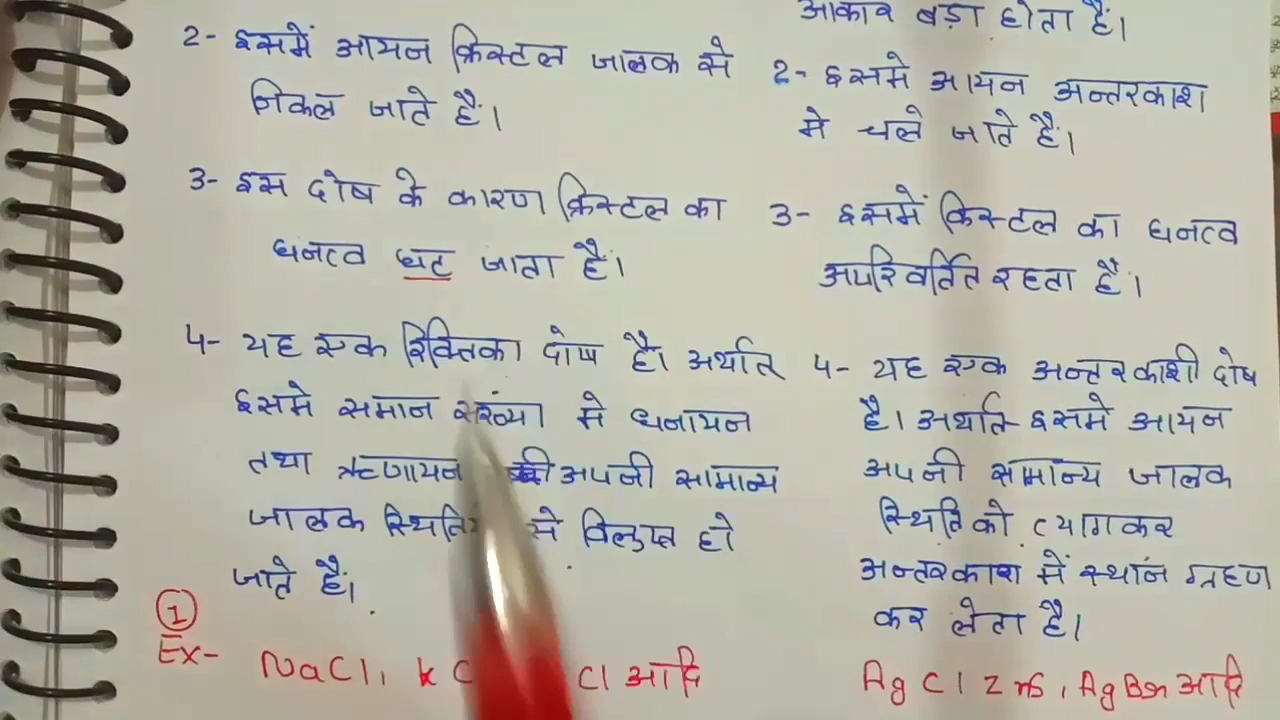 2- इसमें आयन क्रिस्टल जालक से
निकल जाते हैं।
3- इस दोष के कारण क्रिस्टल का
घनत्व घट जाता है।
4- यह एक रिक्तिका दोष है। अर्थात्
इसमे समान संख्या मे धनायन
तथा ऋणायन अपनी सामान्य
जालक से विलुप्त हो
जाते है।
1
Ex- NaCl, Cl आदि
आकार बड़ा होता है।
2- इसमे आयन अन्तरकाश
मे चले जाते है।
3- इसमें क्रिस्टल का घनत्व
अपरिवर्तित रहता है।
4- यह एक अन्तरकाशी दोष
है। अर्थात इसमे आयन
अपनी सामान्य जालक
स्थिति को त्यागकर
अन्तरकाश में स्थान ग्रहण
कर लेता है।
AgCl ZnS, AgBr आदि